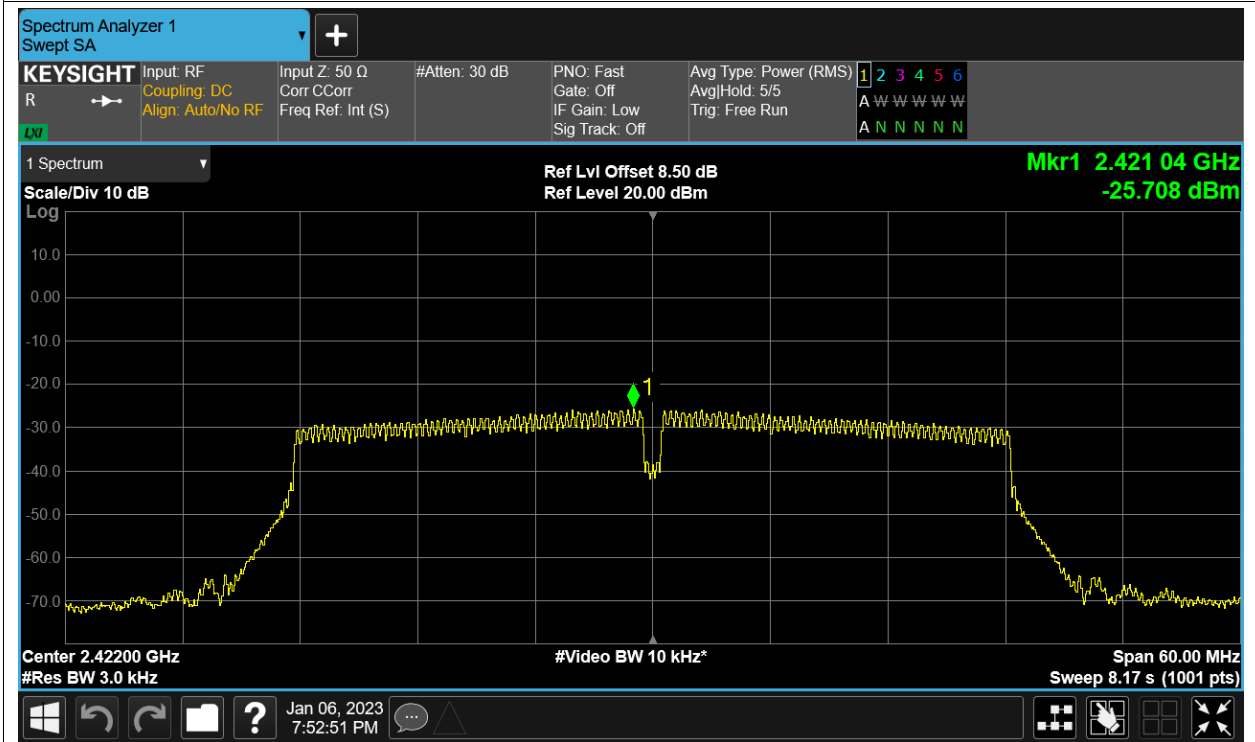 Spectrum Analyzer 1
Swept SA
+
KEYSIGHT
R
LXI
Input: RF
Coupling: DC
Align: Auto/No RF
Input Z: 50 Ω
Corr CCorr
Freq Ref: Int (S)
#Atten: 30 dB
PNO: Fast
Gate: Off
IF Gain: Low
Sig Track: Off
Avg Type: Power (RMS)
Avg|Hold: 5/5
Trig: Free Run
1 2 3 4 5 6
A W W W W W
A N N N N N
1 Spectrum
Scale/Div 10 dB
Log
Ref Lvl Offset 8.50 dB
Ref Level 20.00 dBm
Mkr1 2.421 04 GHz
-25.708 dBm
10.0
0.00
-10.0
-20.0
-30.0
-40.0
-50.0
-60.0
-70.0
1
Center 2.42200 GHz
#Res BW 3.0 kHz
#Video BW 10 kHz*
Span 60.00 MHz
Sweep 8.17 s (1001 pts)
?
Jan 06, 2023
7:52:51 PM